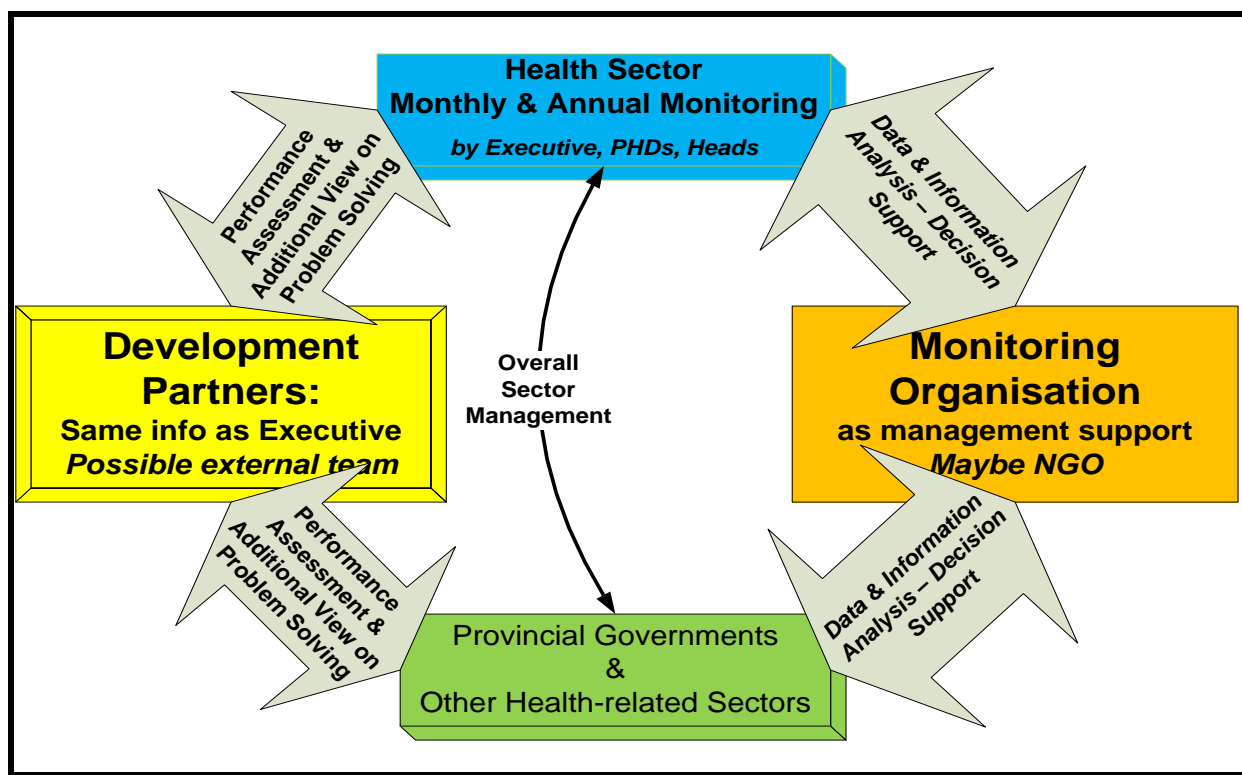 Health Sector
Monthly & Annual Monitoring
by Executive, PHDs, Heads
Performance
Assessment &
Additional View on
Problem Solving
Data & Information
Analysis – Decision
Support
Development
Partners:
Same info as Executive
Possible external team
Overall
Sector
Management
Monitoring
Organisation
as management support
Maybe NGO
Performance
Assessment &
Additional View on
Problem Solving
Data & Information
Analysis – Decision
Support
Provincial Governments
&
Other Health-related Sectors